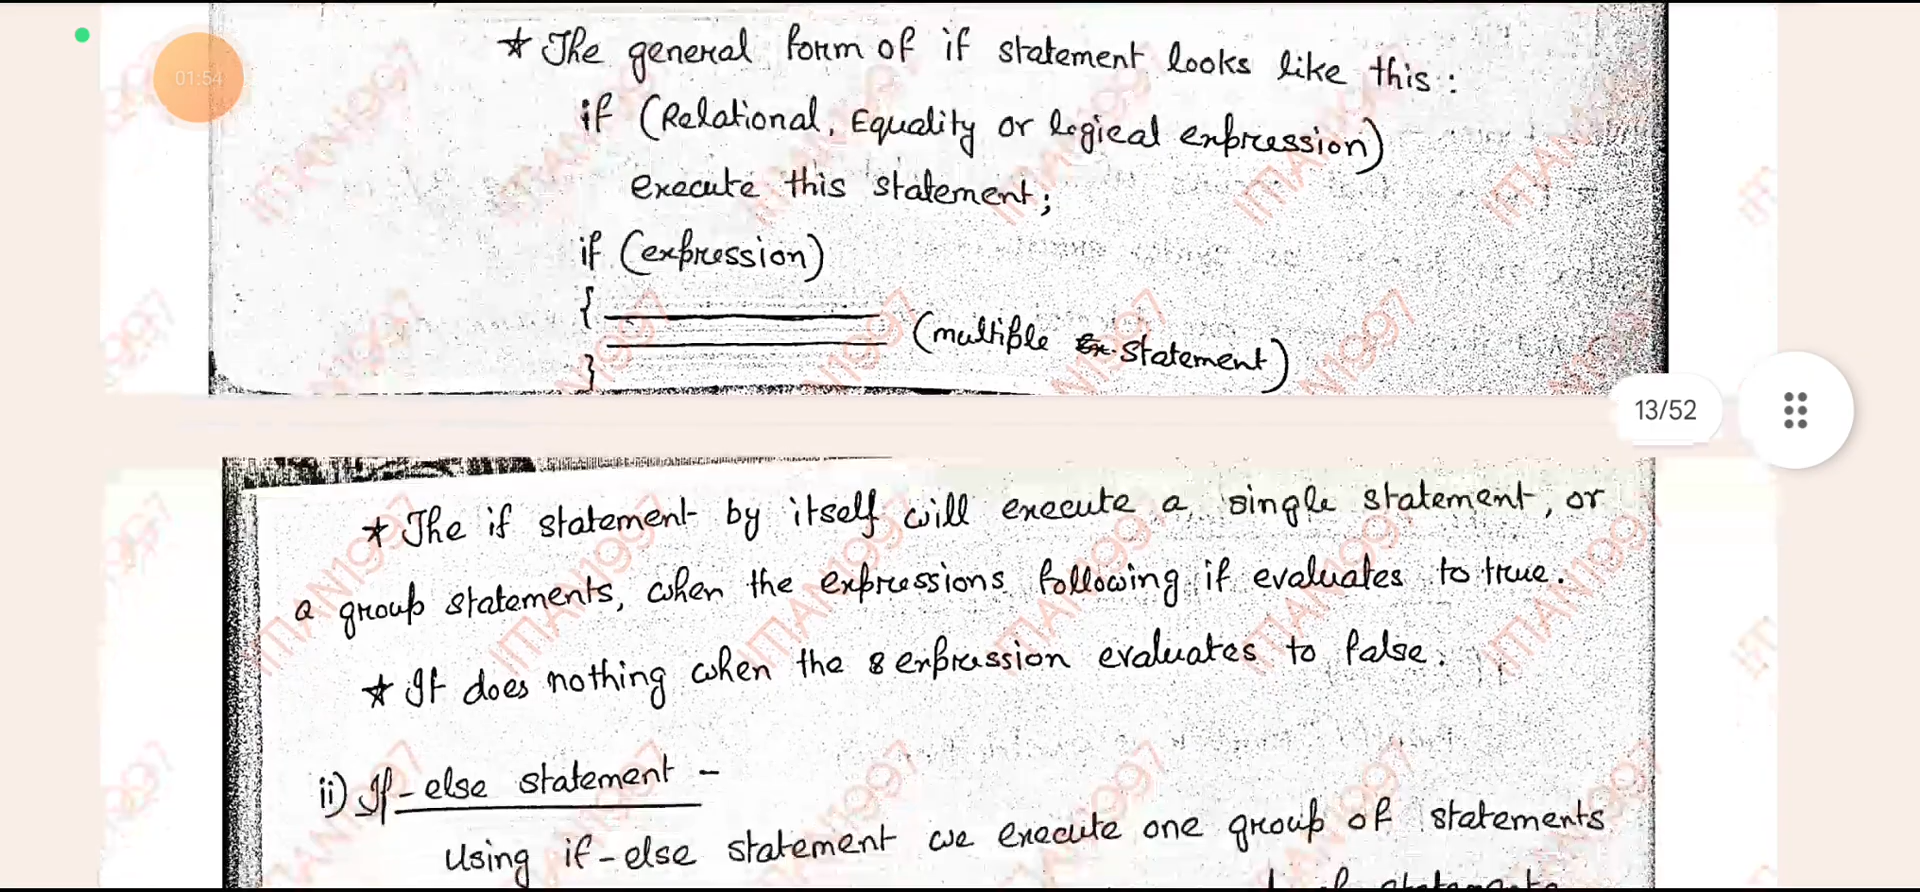 01:54
* The general form of if statement looks like this :
if (Relational, Equality or logical expression)
execute this statement;
if (expression)
{
(multiple statement)
}
13/52
* The if statement by itself will execute a single statement, or
a group statements, when the expressions following if evaluates to true.
* It does nothing when the expression evaluates to false.
ii) If-else statement -
Using if-else statement we execute one group of statements
IMAN1997